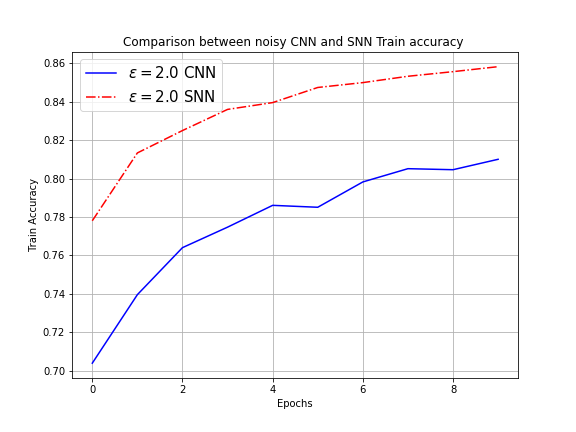 Comparison between noisy CNN and SNN Train accuracy
ε = 2.0 CNN
ε = 2.0 SNN
Train Accuracy
0.86
0.84
0.82
0.80
0.78
0.76
0.74
0.72
0.70
0 2 4 6 8
Epochs